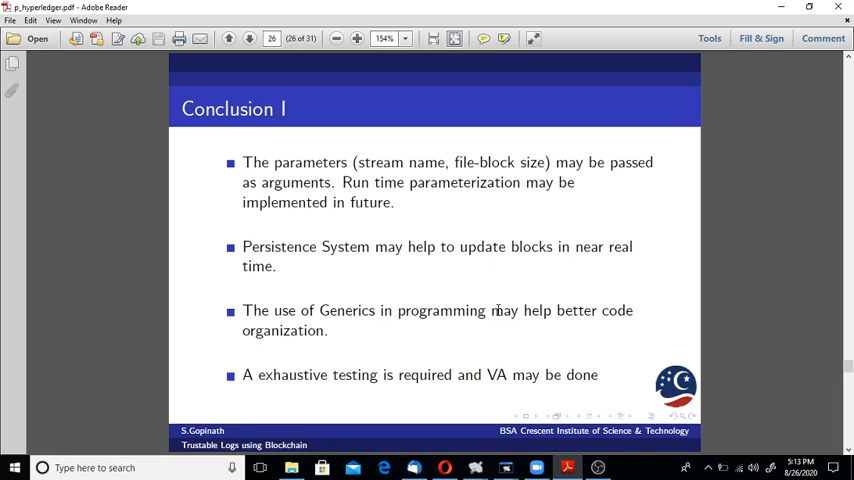 p_hyperledger.pdf - Adobe Reader
File Edit View Window Help
Open 26 (26 of 31) 154% Tools Fill & Sign Comment
Conclusion I
The parameters (stream name, file-block size) may be passed
as arguments. Run time parameterization may be
implemented in future.
Persistence System may help to update blocks in near real
time.
The use of Generics in programming may help better code
organization.
A exhaustive testing is required and VA may be done
S.Gopinath BSA Crescent Institute of Science & Technology
Trustable Logs using Blockchain
Type here to search
5:13 PM
8/26/2020